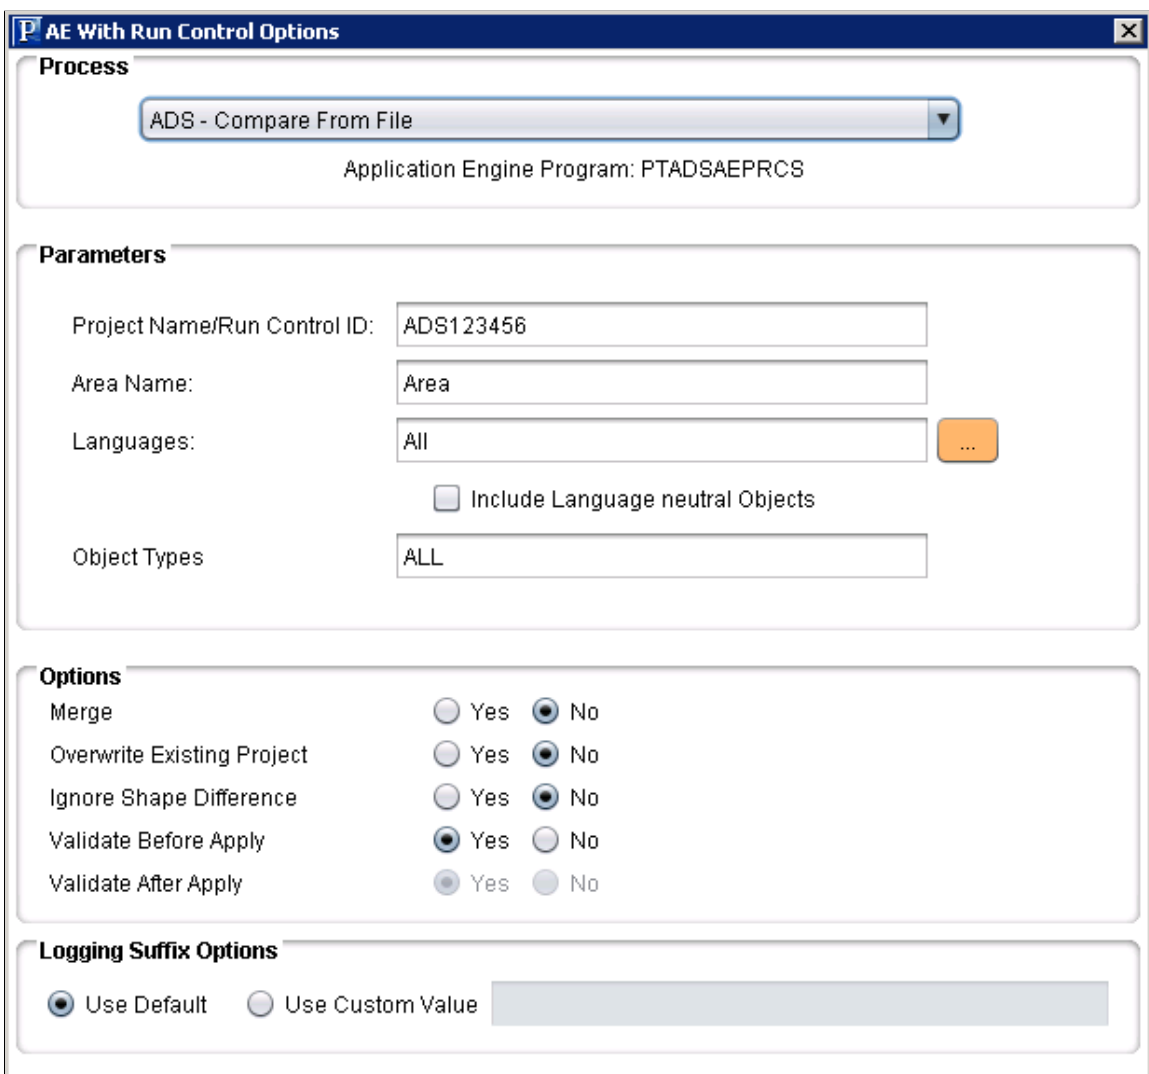 P AE With Run Control Options
Process
ADS - Compare From File
Application Engine Program: PTADSAEPRCS
Parameters
Project Name/Run Control ID: ADS123456
Area Name: Area
Languages: All ...
Include Language neutral Objects
Object Types ALL
Options
Merge Yes No
Overwrite Existing Project Yes No
Ignore Shape Difference Yes No
Validate Before Apply Yes No
Validate After Apply Yes No
Logging Suffix Options
Use Default Use Custom Value